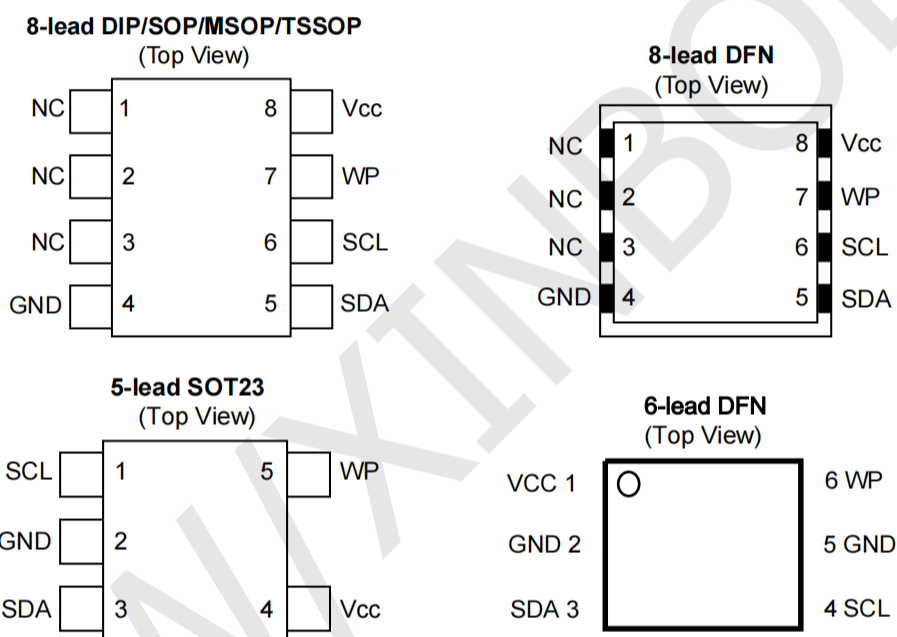 8-lead DIP/SOP/MSOP/TSSOP
(Top View)
NC 1 8 Vcc
NC 2 7 WP
NC 3 6 SCL
GND 4 5 SDA
8-lead DFN
(Top View)
NC 1 8 Vcc
NC 2 7 WP
NC 3 6 SCL
GND 4 5 SDA
5-lead SOT23
(Top View)
SCL 1 5 WP
GND 2
SDA 3 4 Vcc
6-lead DFN
(Top View)
VCC 1 6 WP
GND 2 5 GND
SDA 3 4 SCL